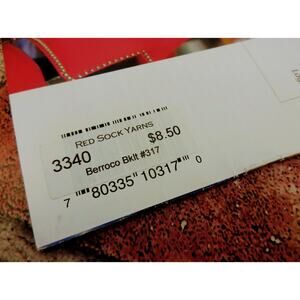 RED SOCK YARNS
3340 $8.50
Berroco Bklt #317
7 80335 10317 0